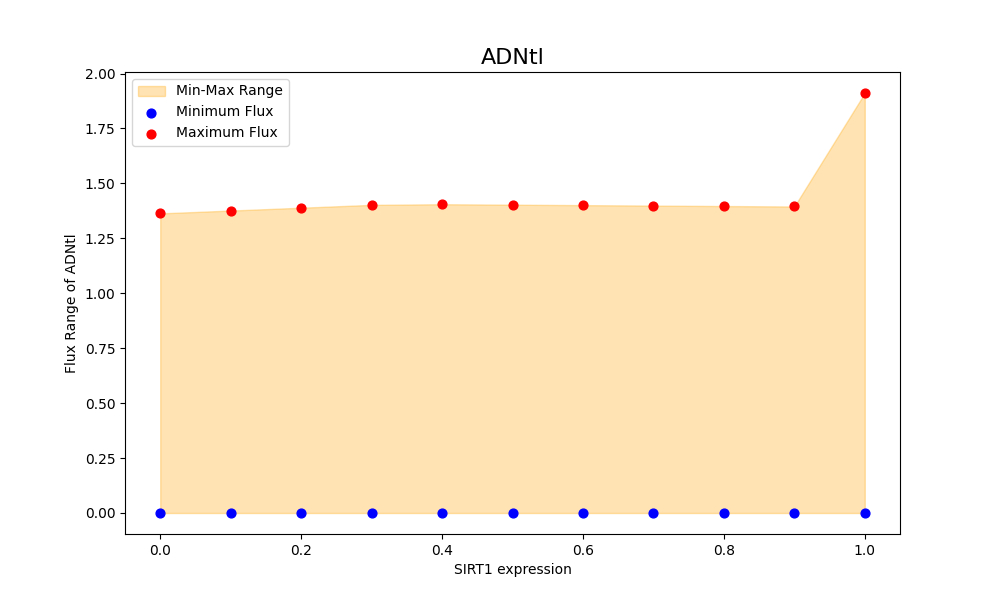 ADNtl
2.00
1.75
1.50
1.25
1.00
0.75
0.50
0.25
0.00
Flux Range of ADNtl
Min-Max Range
Minimum Flux
Maximum Flux
0.0
0.2
0.4
0.6
0.8
1.0
SIRT1 expression